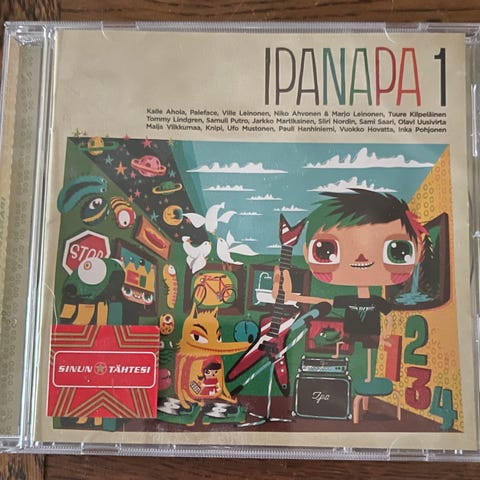 IPANAPA 1
Kalle Ahola, Paleface, Ville Leinonen, Niko Ahvonen & Marjo Leinonen, Tuure Kilpeläinen
Tommy Lindgren, Samuli Putro, Jarkko Martikainen, Siiri Nordin, Sami Saari, Olavi Uusivirta
Maija Vilkkumaa, Knipi, Ufo Mustonen, Pauli Hanhiniemi, Vuokko Hovatta, Inka Pohjonen
STOP
SINUN TÄHTESI
1
2
3
4
Ipa